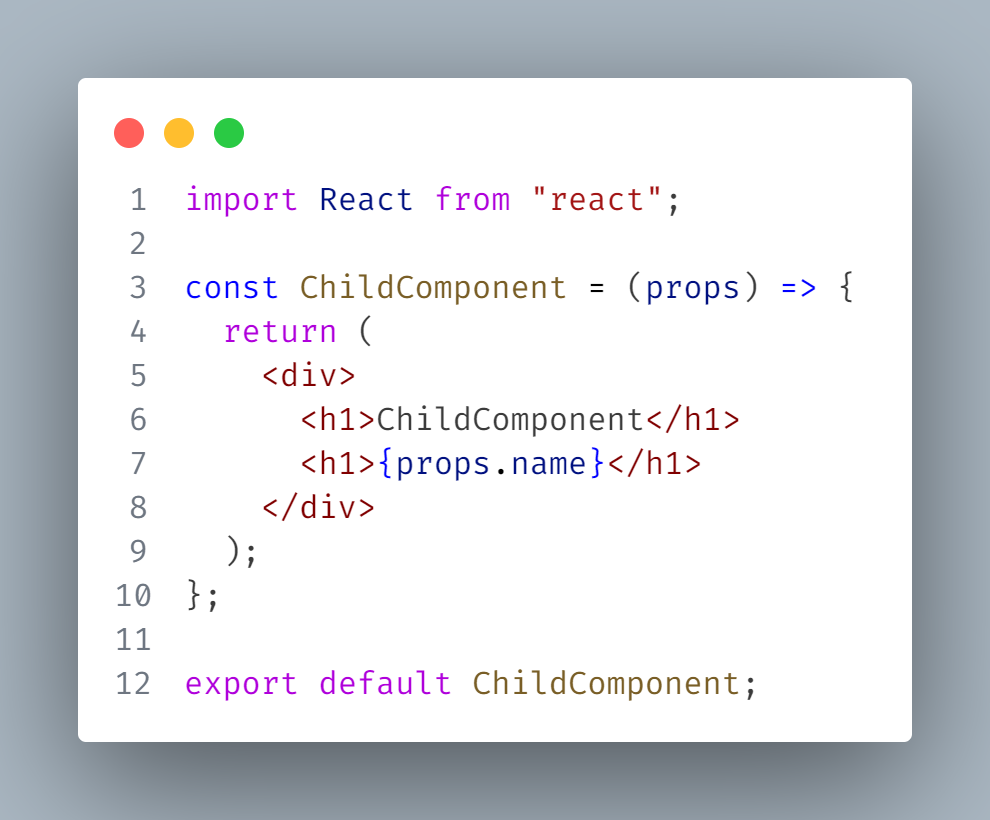 1 import React from "react";
2
3 const ChildComponent = (props) => {
4   return (
5     <div>
6       <h1>ChildComponent</h1>
7       <h1>{props.name}</h1>
8     </div>
9   );
10 };
11
12 export default ChildComponent;